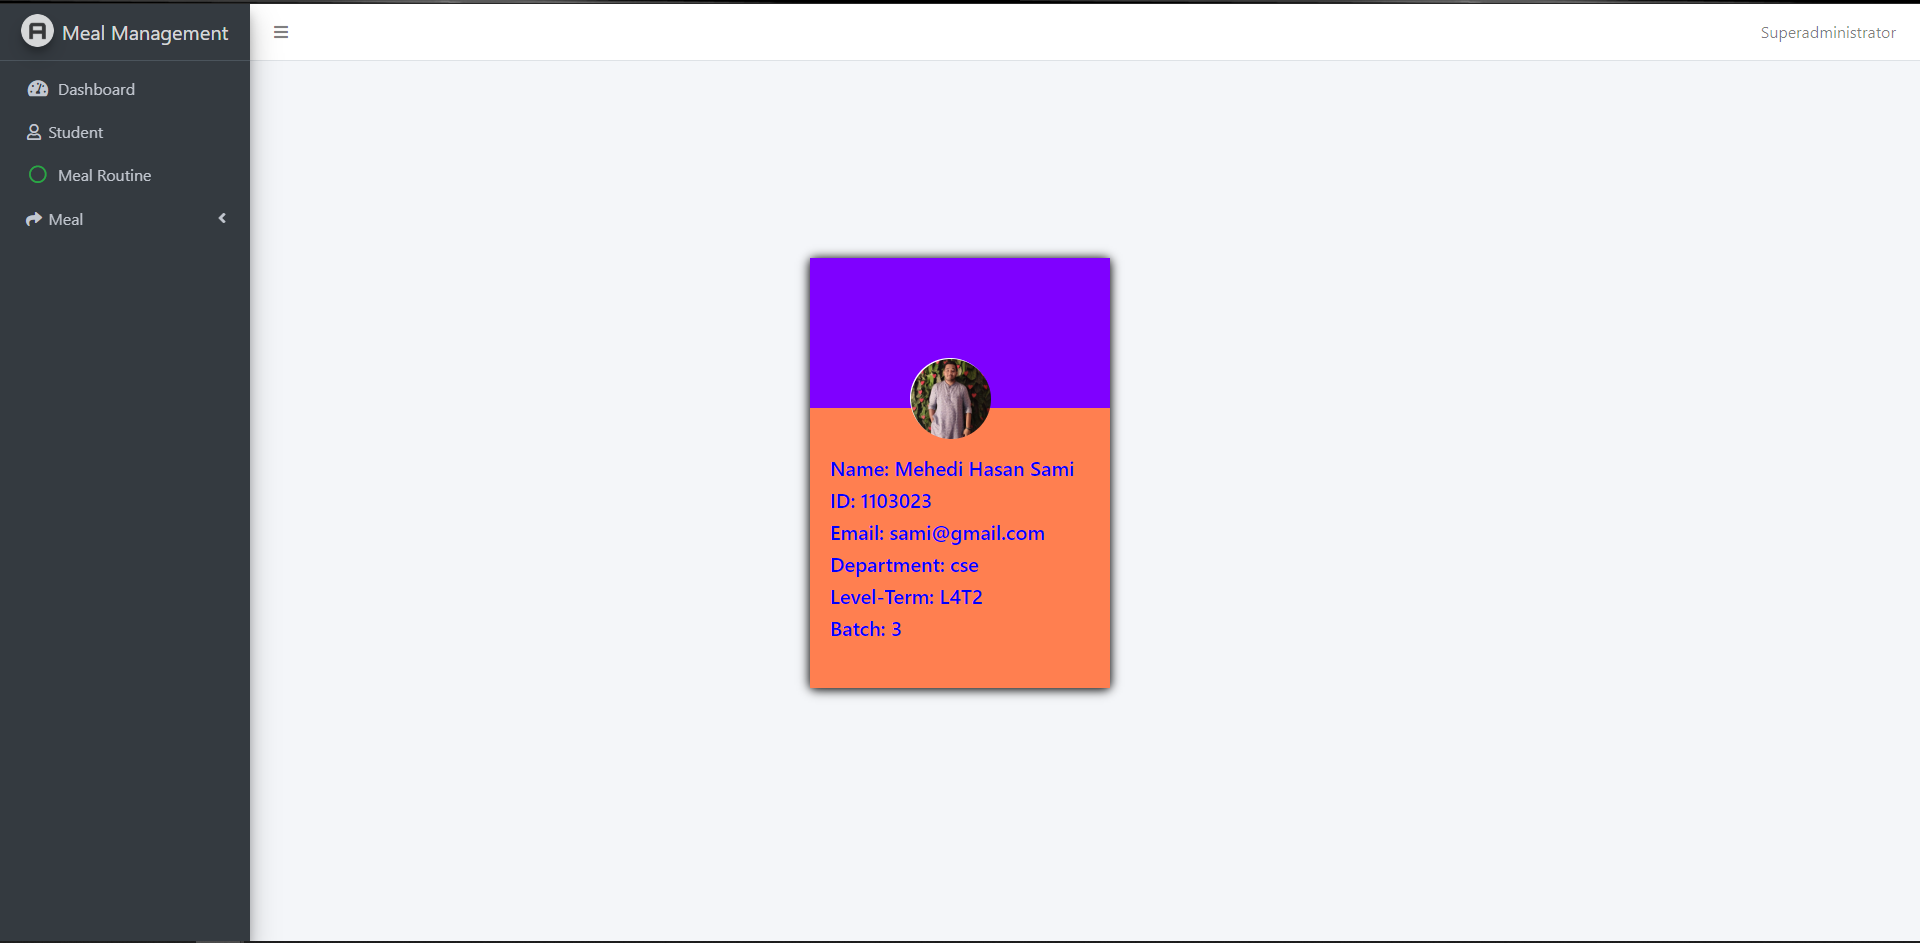 Meal Management
Superadministrator
Dashboard
Student
Meal Routine
Meal
Name: Mehedi Hasan Sami
ID: 1103023
Email: sami@gmail.com
Department: cse
Level-Term: L4T2
Batch: 3